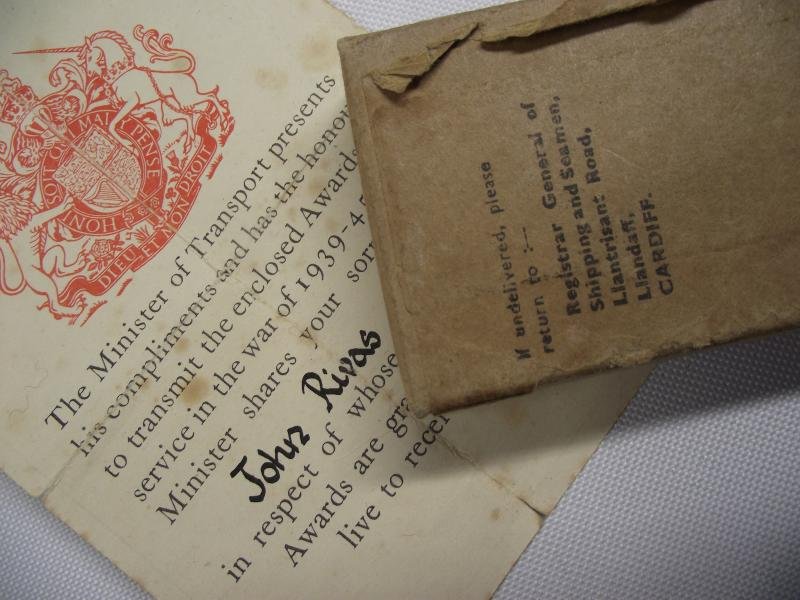 HONI SOIT QUI MAL Y PENSE
DIEU ET MON DROIT
The Minister of Transport presents
his compliments and has the honour
to transmit the enclosed Awards
service in the war of 1939-45
Minister shares your sorr
John Rivas
in respect of whose
Awards are gra
live to recei
If undelivered, please
return to :—
Registrar General of
Shipping and Seamen,
Llantrisant Road,
Llandaff,
CARDIFF.